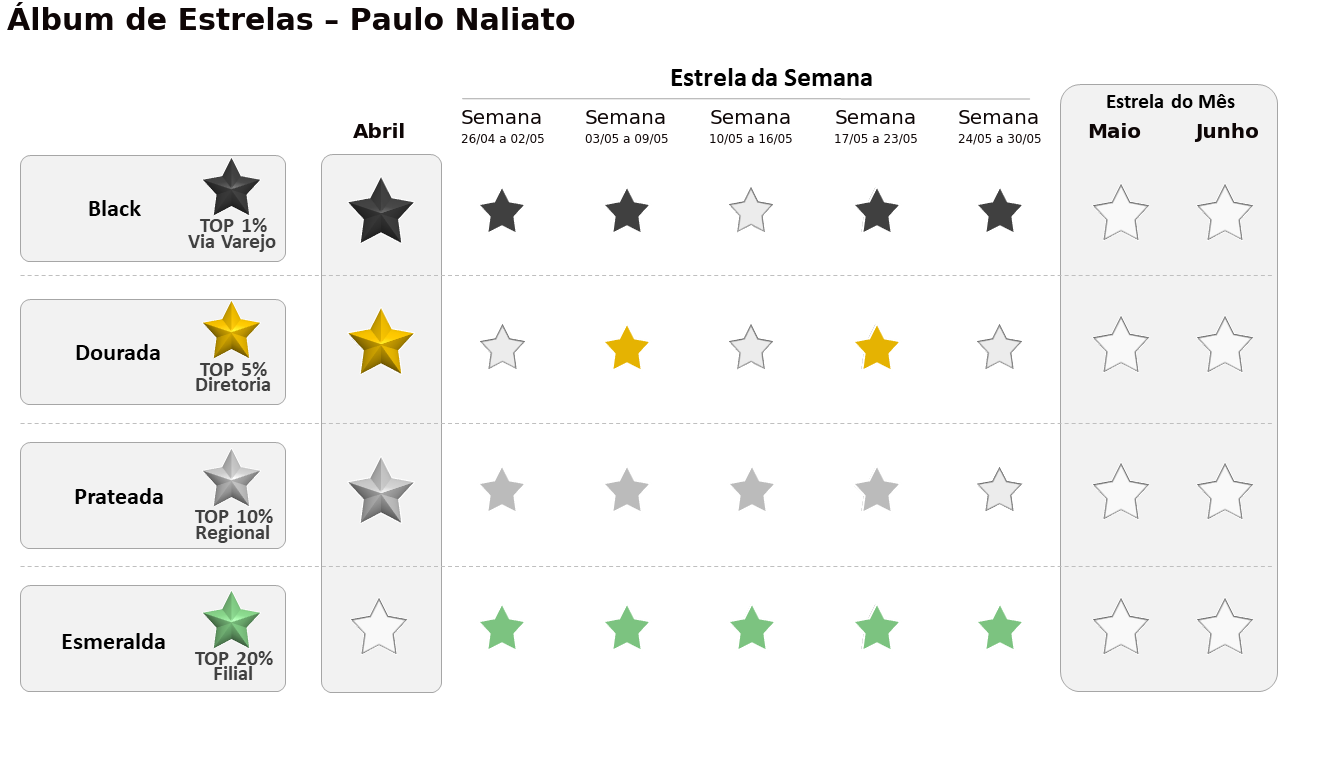 Álbum de Estrelas – Paulo Naliato
Estrela da Semana
Estrela do Mês
Abril
Semana
26/04 a 02/05
Semana
03/05 a 09/05
Semana
10/05 a 16/05
Semana
17/05 a 23/05
Semana
24/05 a 30/05
Maio
Junho
Black
TOP 1%
Via Varejo
Dourada
TOP 5%
Diretoria
Prateada
TOP 10%
Regional
Esmeralda
TOP 20%
Filial